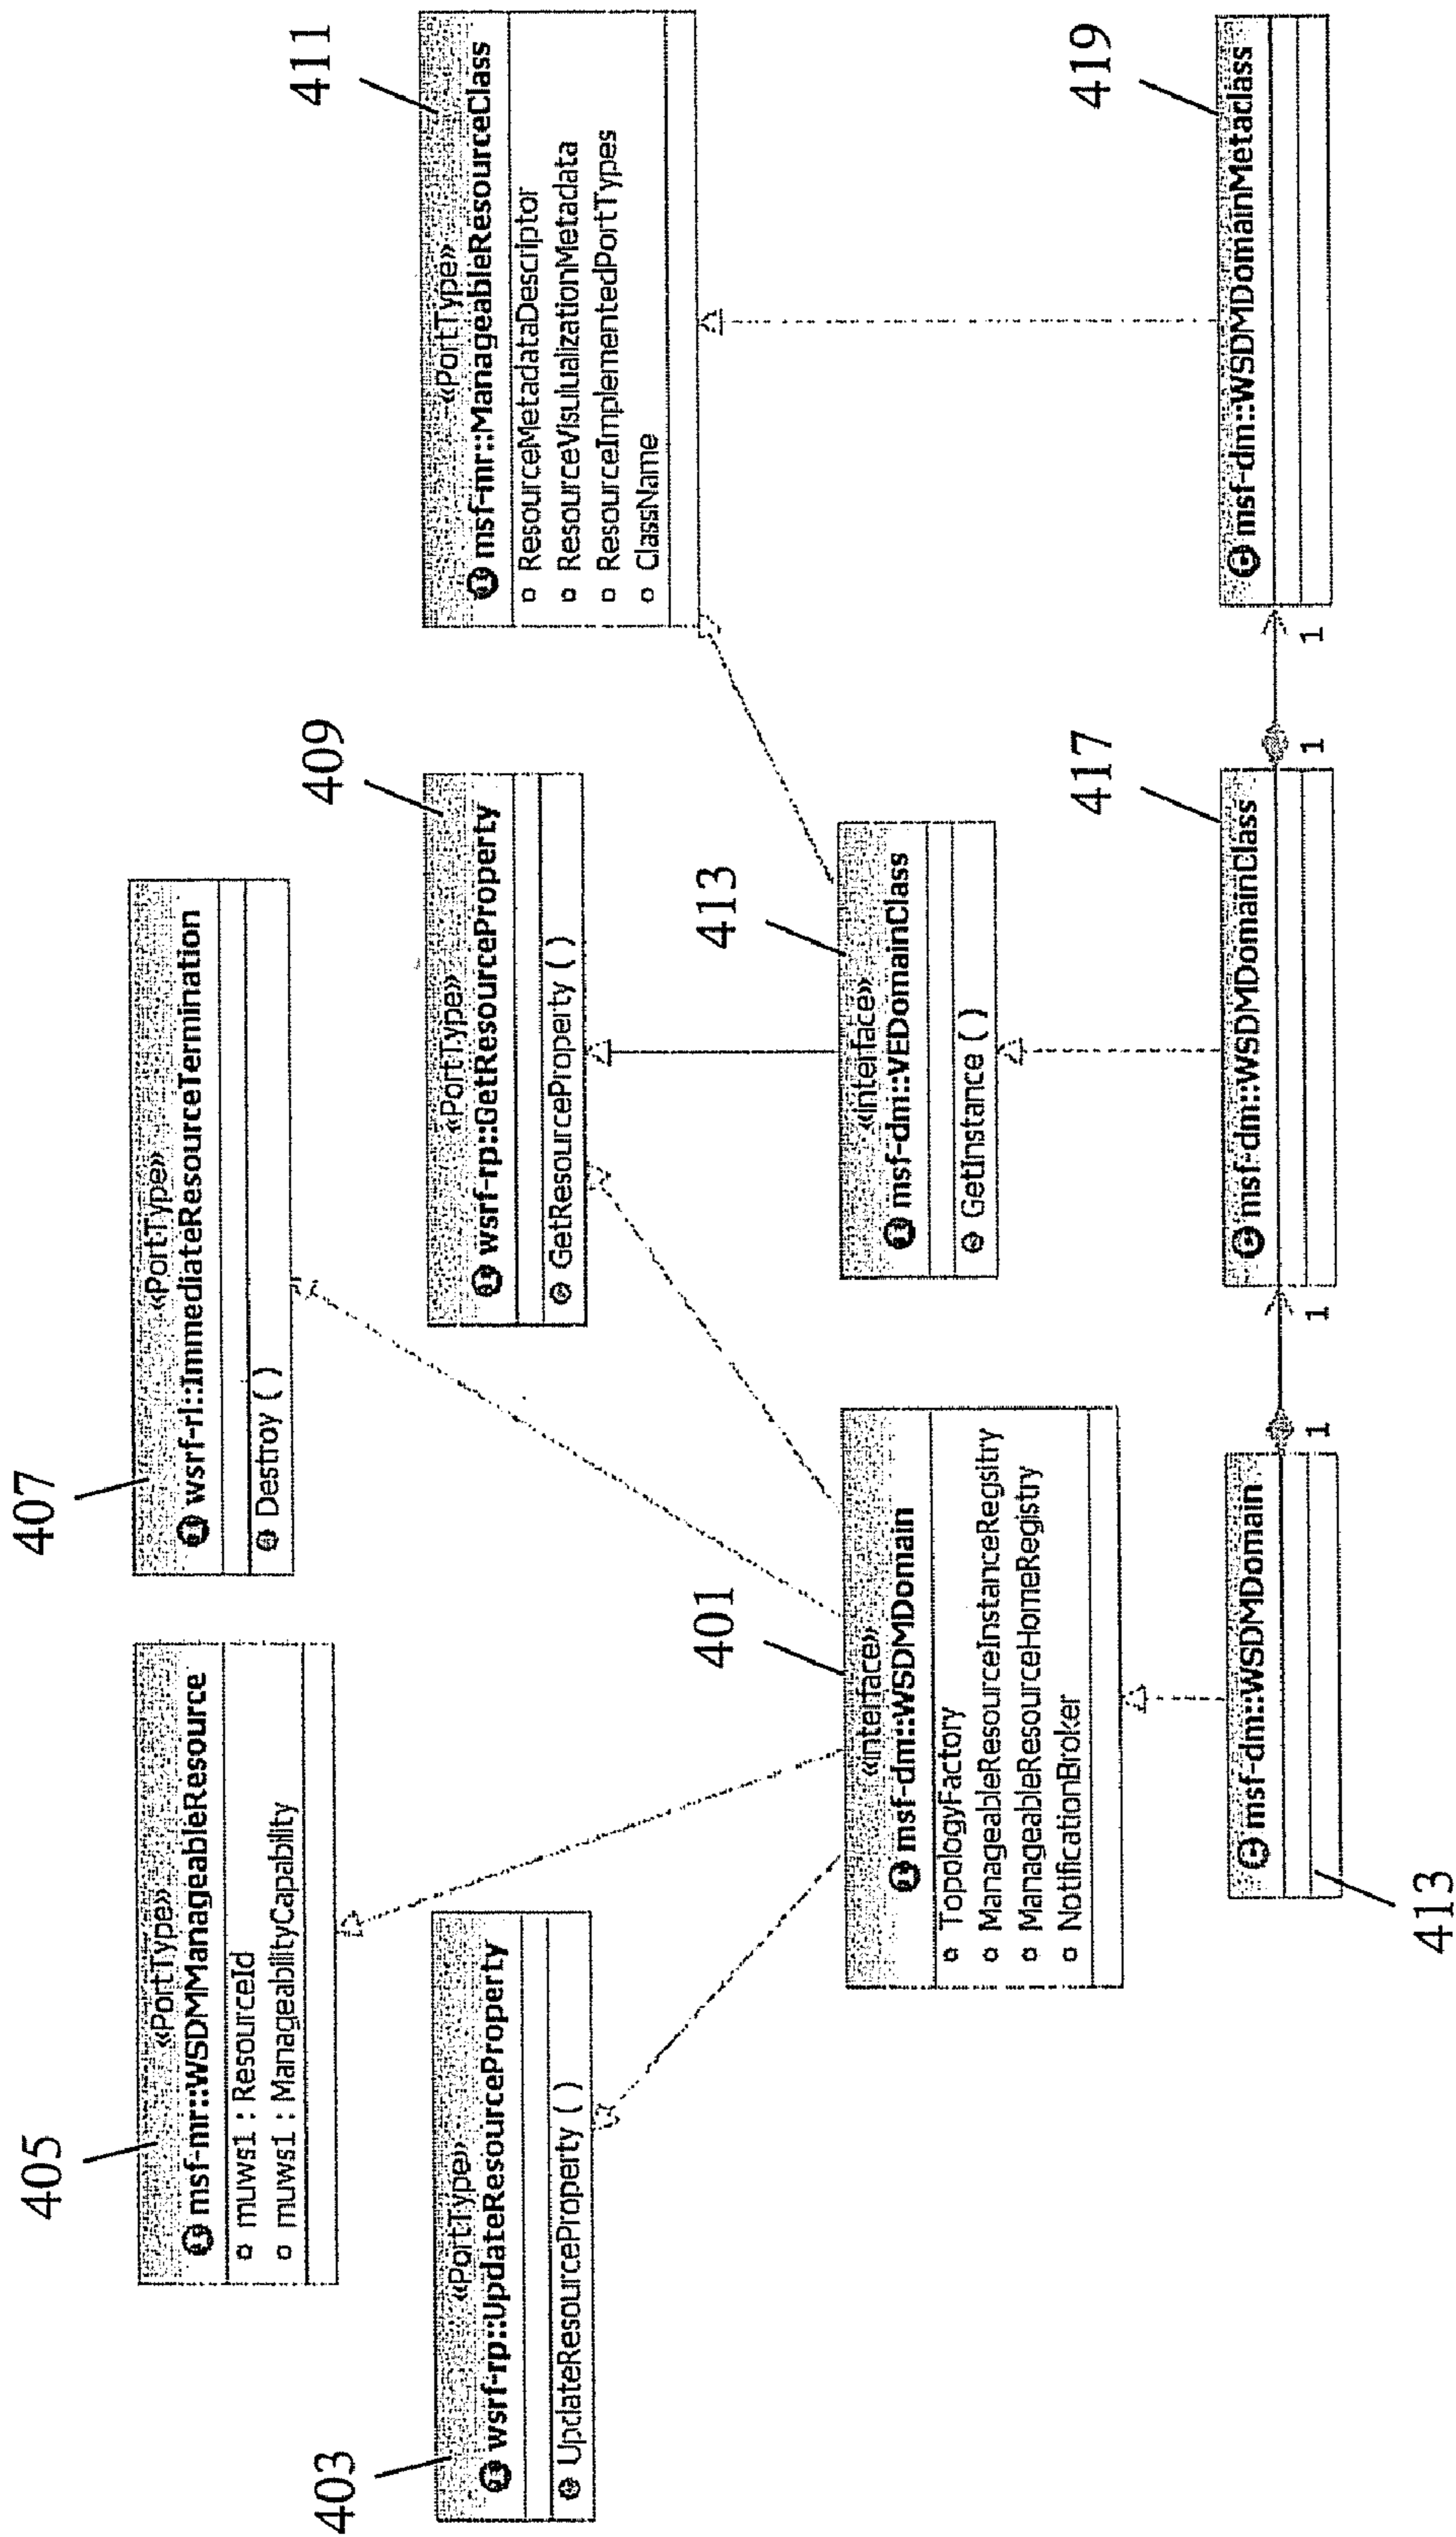 405
«PortType»
msf-mr::WSDMManageableResource
muws1 : ResourceId
muws1 : ManageabilityCapability
407
«PortType»
wsrf-rl::ImmediateResourceTermination
Destroy ( )
403
«PortType»
wsrf-rp::UpdateResourceProperty
UpdateResourceProperty ( )
409
«PortType»
wsrf-rp::GetResourceProperty
GetResourceProperty ( )
411
«PortType»
msf-mr::ManageableResourceClass
ResourceMetadataDescriptor
ResourceVisulualizationMetadata
ResourceImplementedPortTypes
ClassName
401
«interface»
msf-dm::WSDMDomain
TopologyFactory
ManageableResourceInstanceRegsitry
ManageableResourceHomeRegistry
NotificationBroker
413
«interface»
msf-dm::VEDomainClass
GetInstance ( )
413
msf-dm::WSDMDomain
1
1
417
msf-dm::WSDMDomainClass
1
1
419
msf-dm::WSDMDomainMetaclass